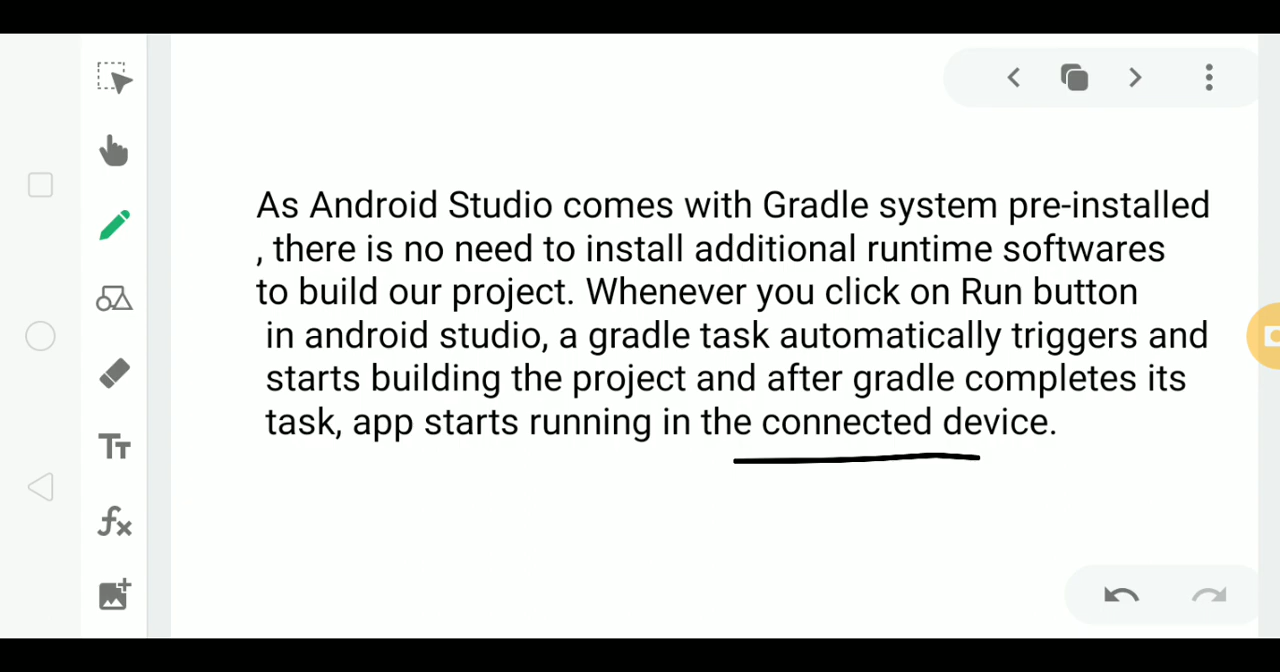 As Android Studio comes with Gradle system pre-installed
, there is no need to install additional runtime softwares
to build our project. Whenever you click on Run button
in android studio, a gradle task automatically triggers and
starts building the project and after gradle completes its
task, app starts running in the connected device.
TT
fx